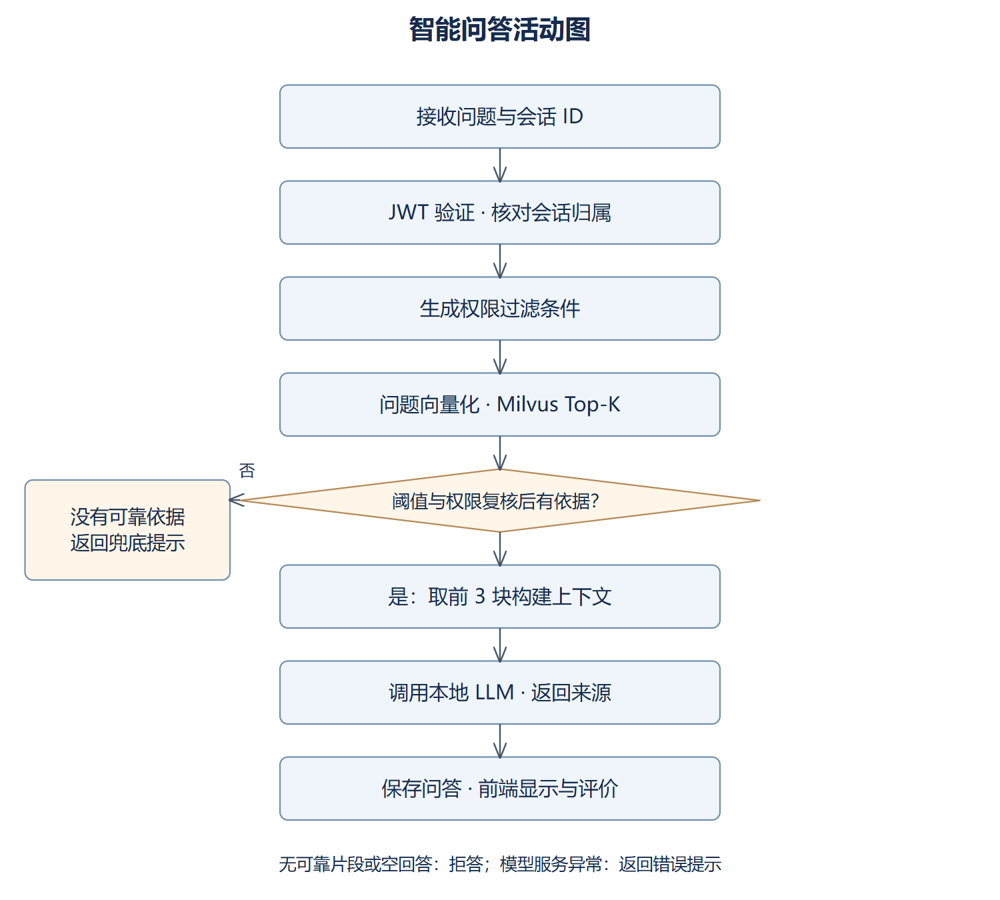 智能问答活动图
接收问题与会话 ID
JWT 验证 · 核对会话归属
生成权限过滤条件
问题向量化 · Milvus Top-K
否
阈值与权限复核后有依据？
没有可靠依据
返回兜底提示
是：取前 3 块构建上下文
调用本地 LLM · 返回来源
保存问答 · 前端显示与评价
无可靠片段或空回答：拒答；模型服务异常：返回错误提示